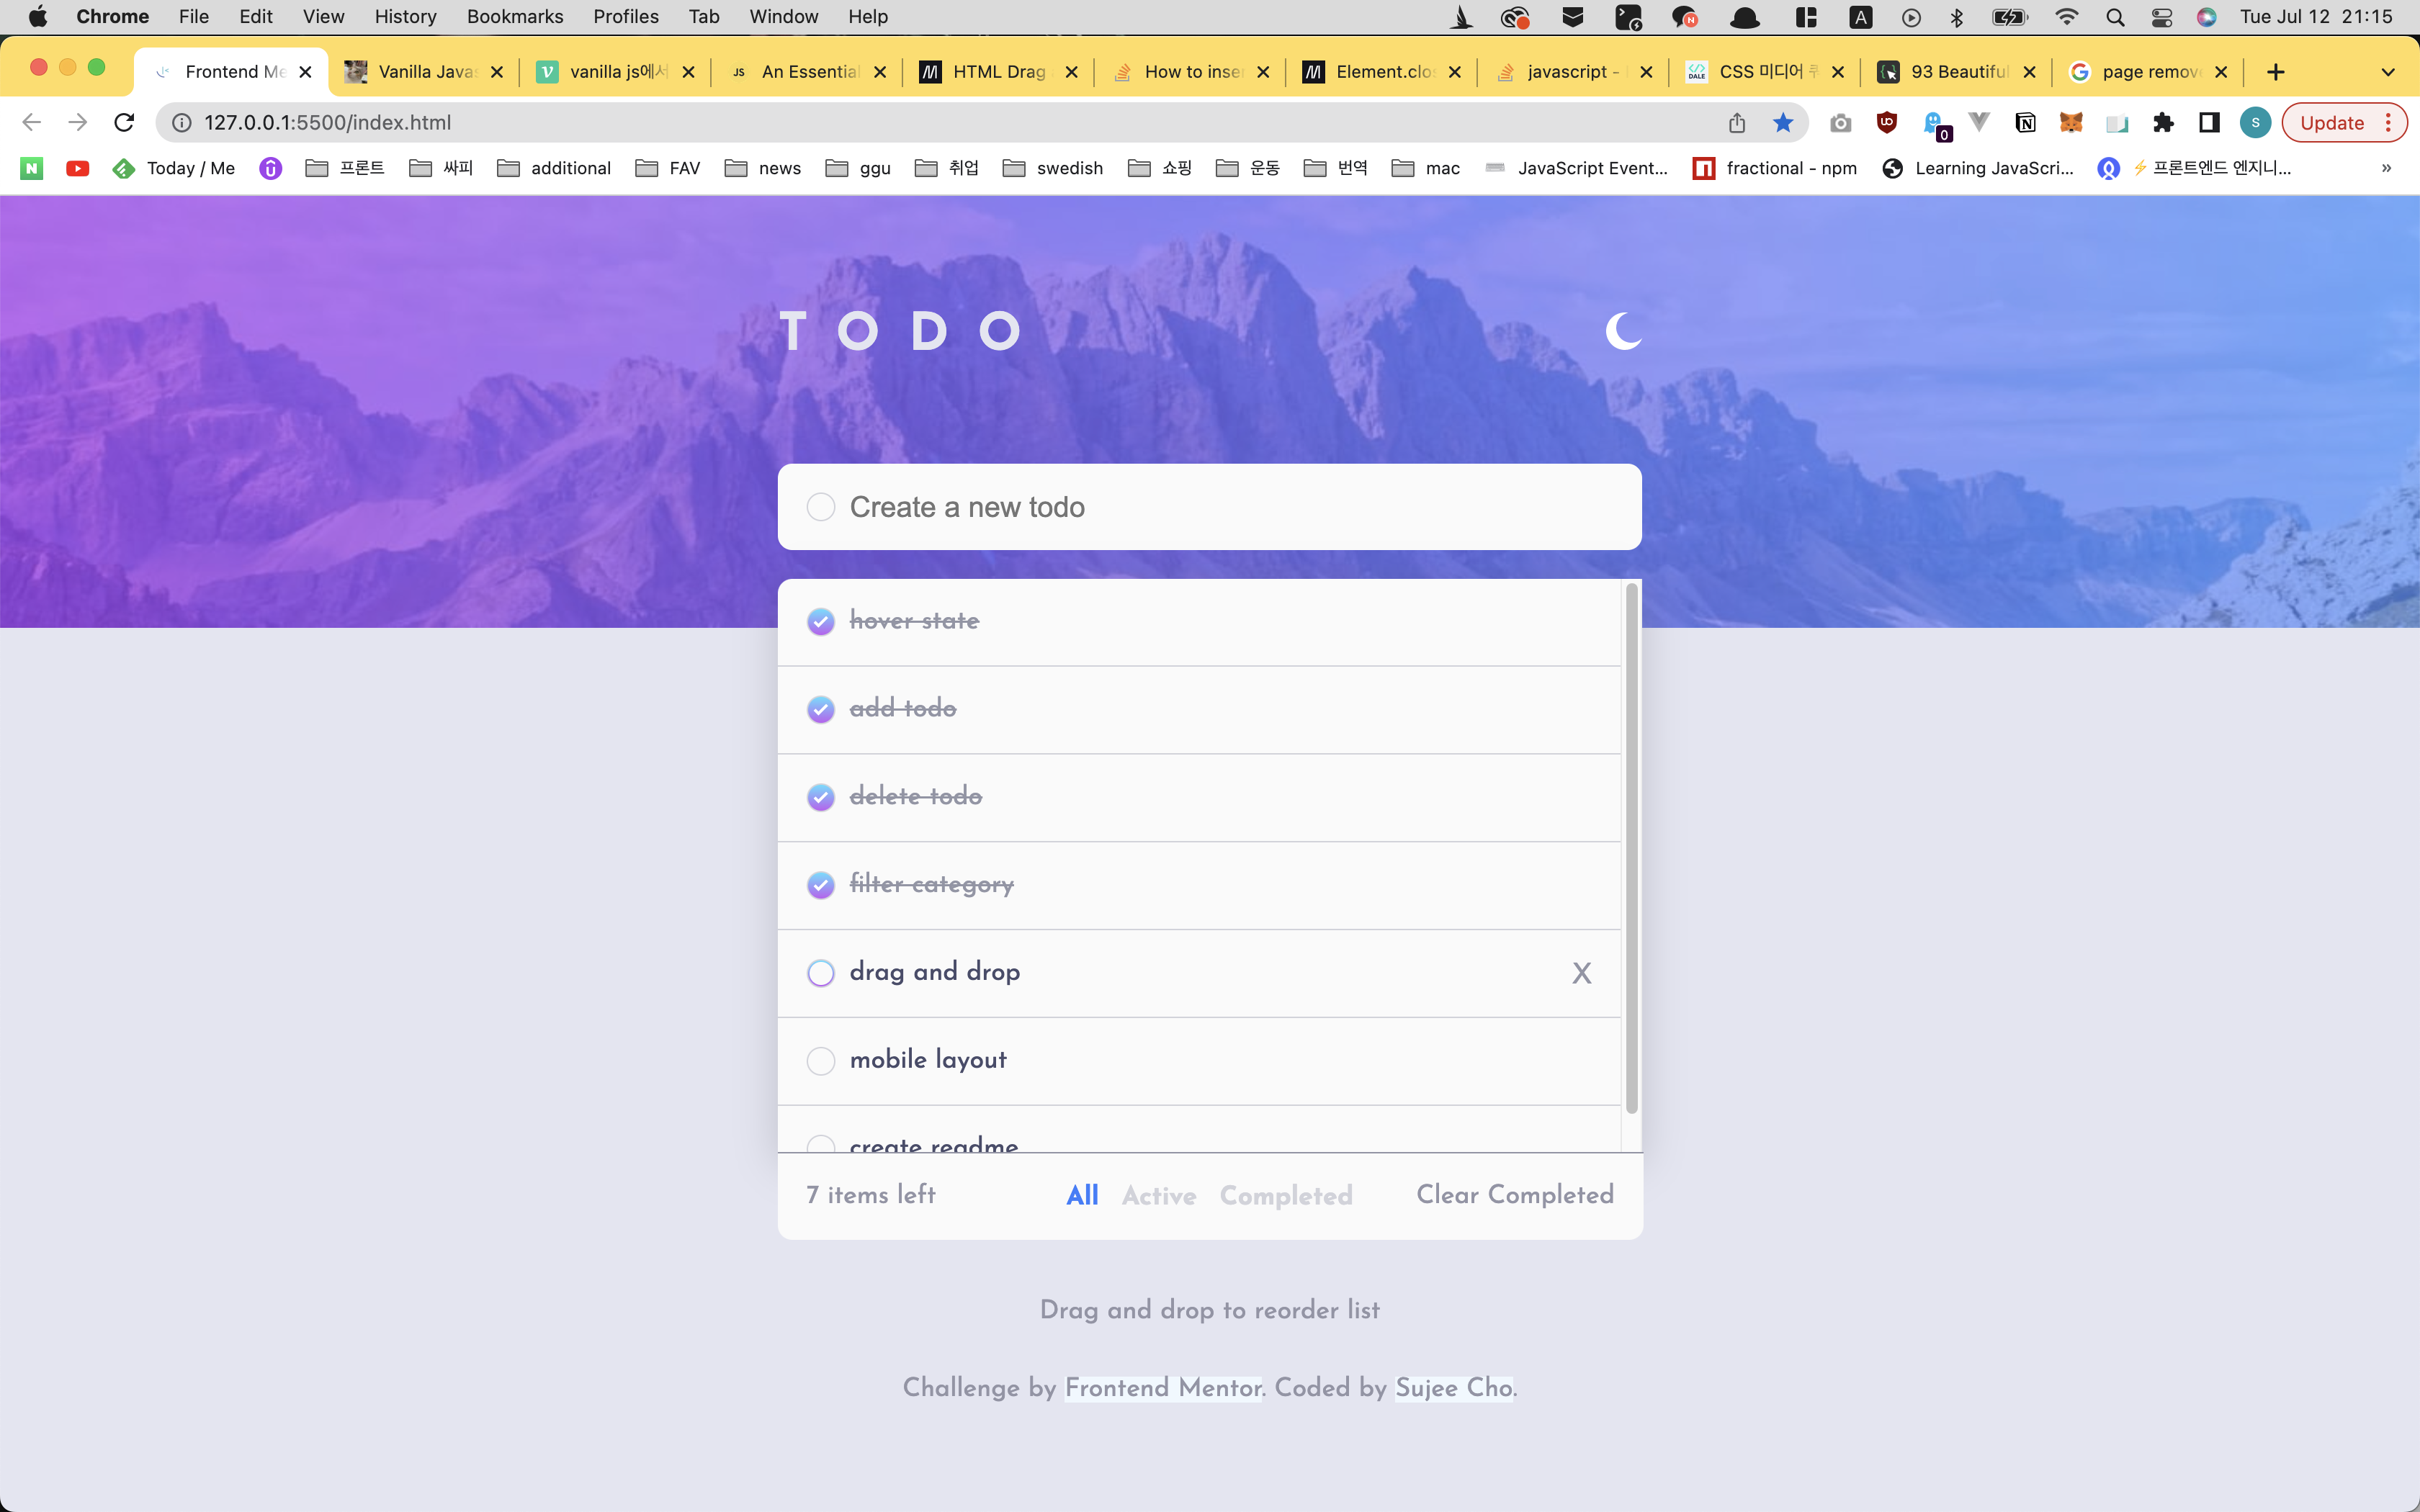 Chrome File Edit View History Bookmarks Profiles Tab Window Help A Tue Jul 12 21:15
Frontend Me Vanilla Javas vanilla js에서 JS An Essential HTML Drag How to inser Element.clos javascript - DALE CSS 미디어 93 Beautiful page remov
127.0.0.1:5500/index.html 0 S Update
Today / Me 프론트 싸피 additional FAV news ggu 취업 swedish 쇼핑 운동 번역 mac JavaScript Event... fractional - npm Learning JavaScri... ⚡프론트엔드 엔지니... »
TODO
Create a new todo
hover state
add todo
delete todo
filter category
drag and drop X
mobile layout
create readme
7 items left All Active Completed Clear Completed
Drag and drop to reorder list
Challenge by Frontend Mentor. Coded by Sujee Cho.